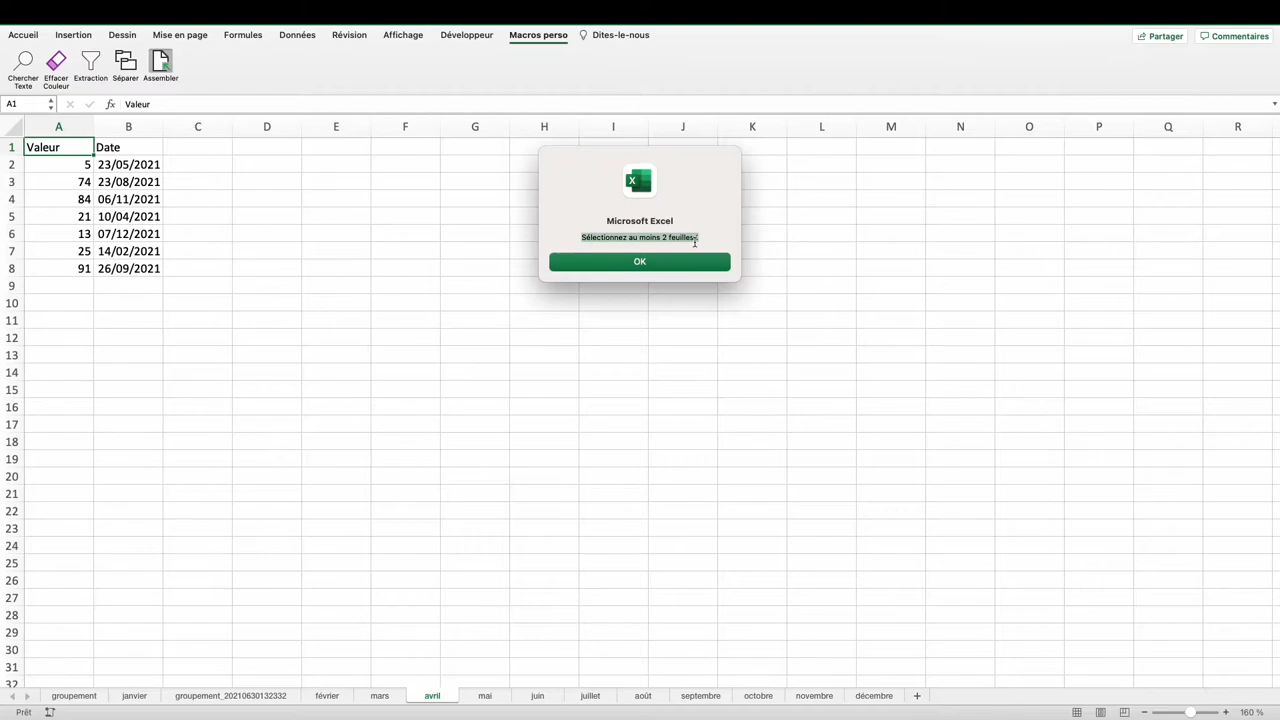 Accueil Insertion Dessin Mise en page Formules Données Révision Affichage Développeur Macros perso Dites-le-nous Partager Commentaires
Chercher Texte Effacer Couleur Extraction Séparer Assembler
A1 fx Valeur
A B C D E F G H I J K L M N O P Q R
1 Valeur Date
2 5 23/05/2021
3 74 23/08/2021
4 84 06/11/2021
5 21 10/04/2021
6 13 07/12/2021
7 25 14/02/2021
8 91 26/09/2021
9
10
11
12
13
14
15
16
17
18
19
20
21
22
23
24
25
26
27
28
29
30
31
32
Microsoft Excel
Sélectionnez au moins 2 feuilles
OK
groupement janvier groupement_20210630132332 février mars avril mai juin juillet août septembre octobre novembre décembre +
Prêt 160 %